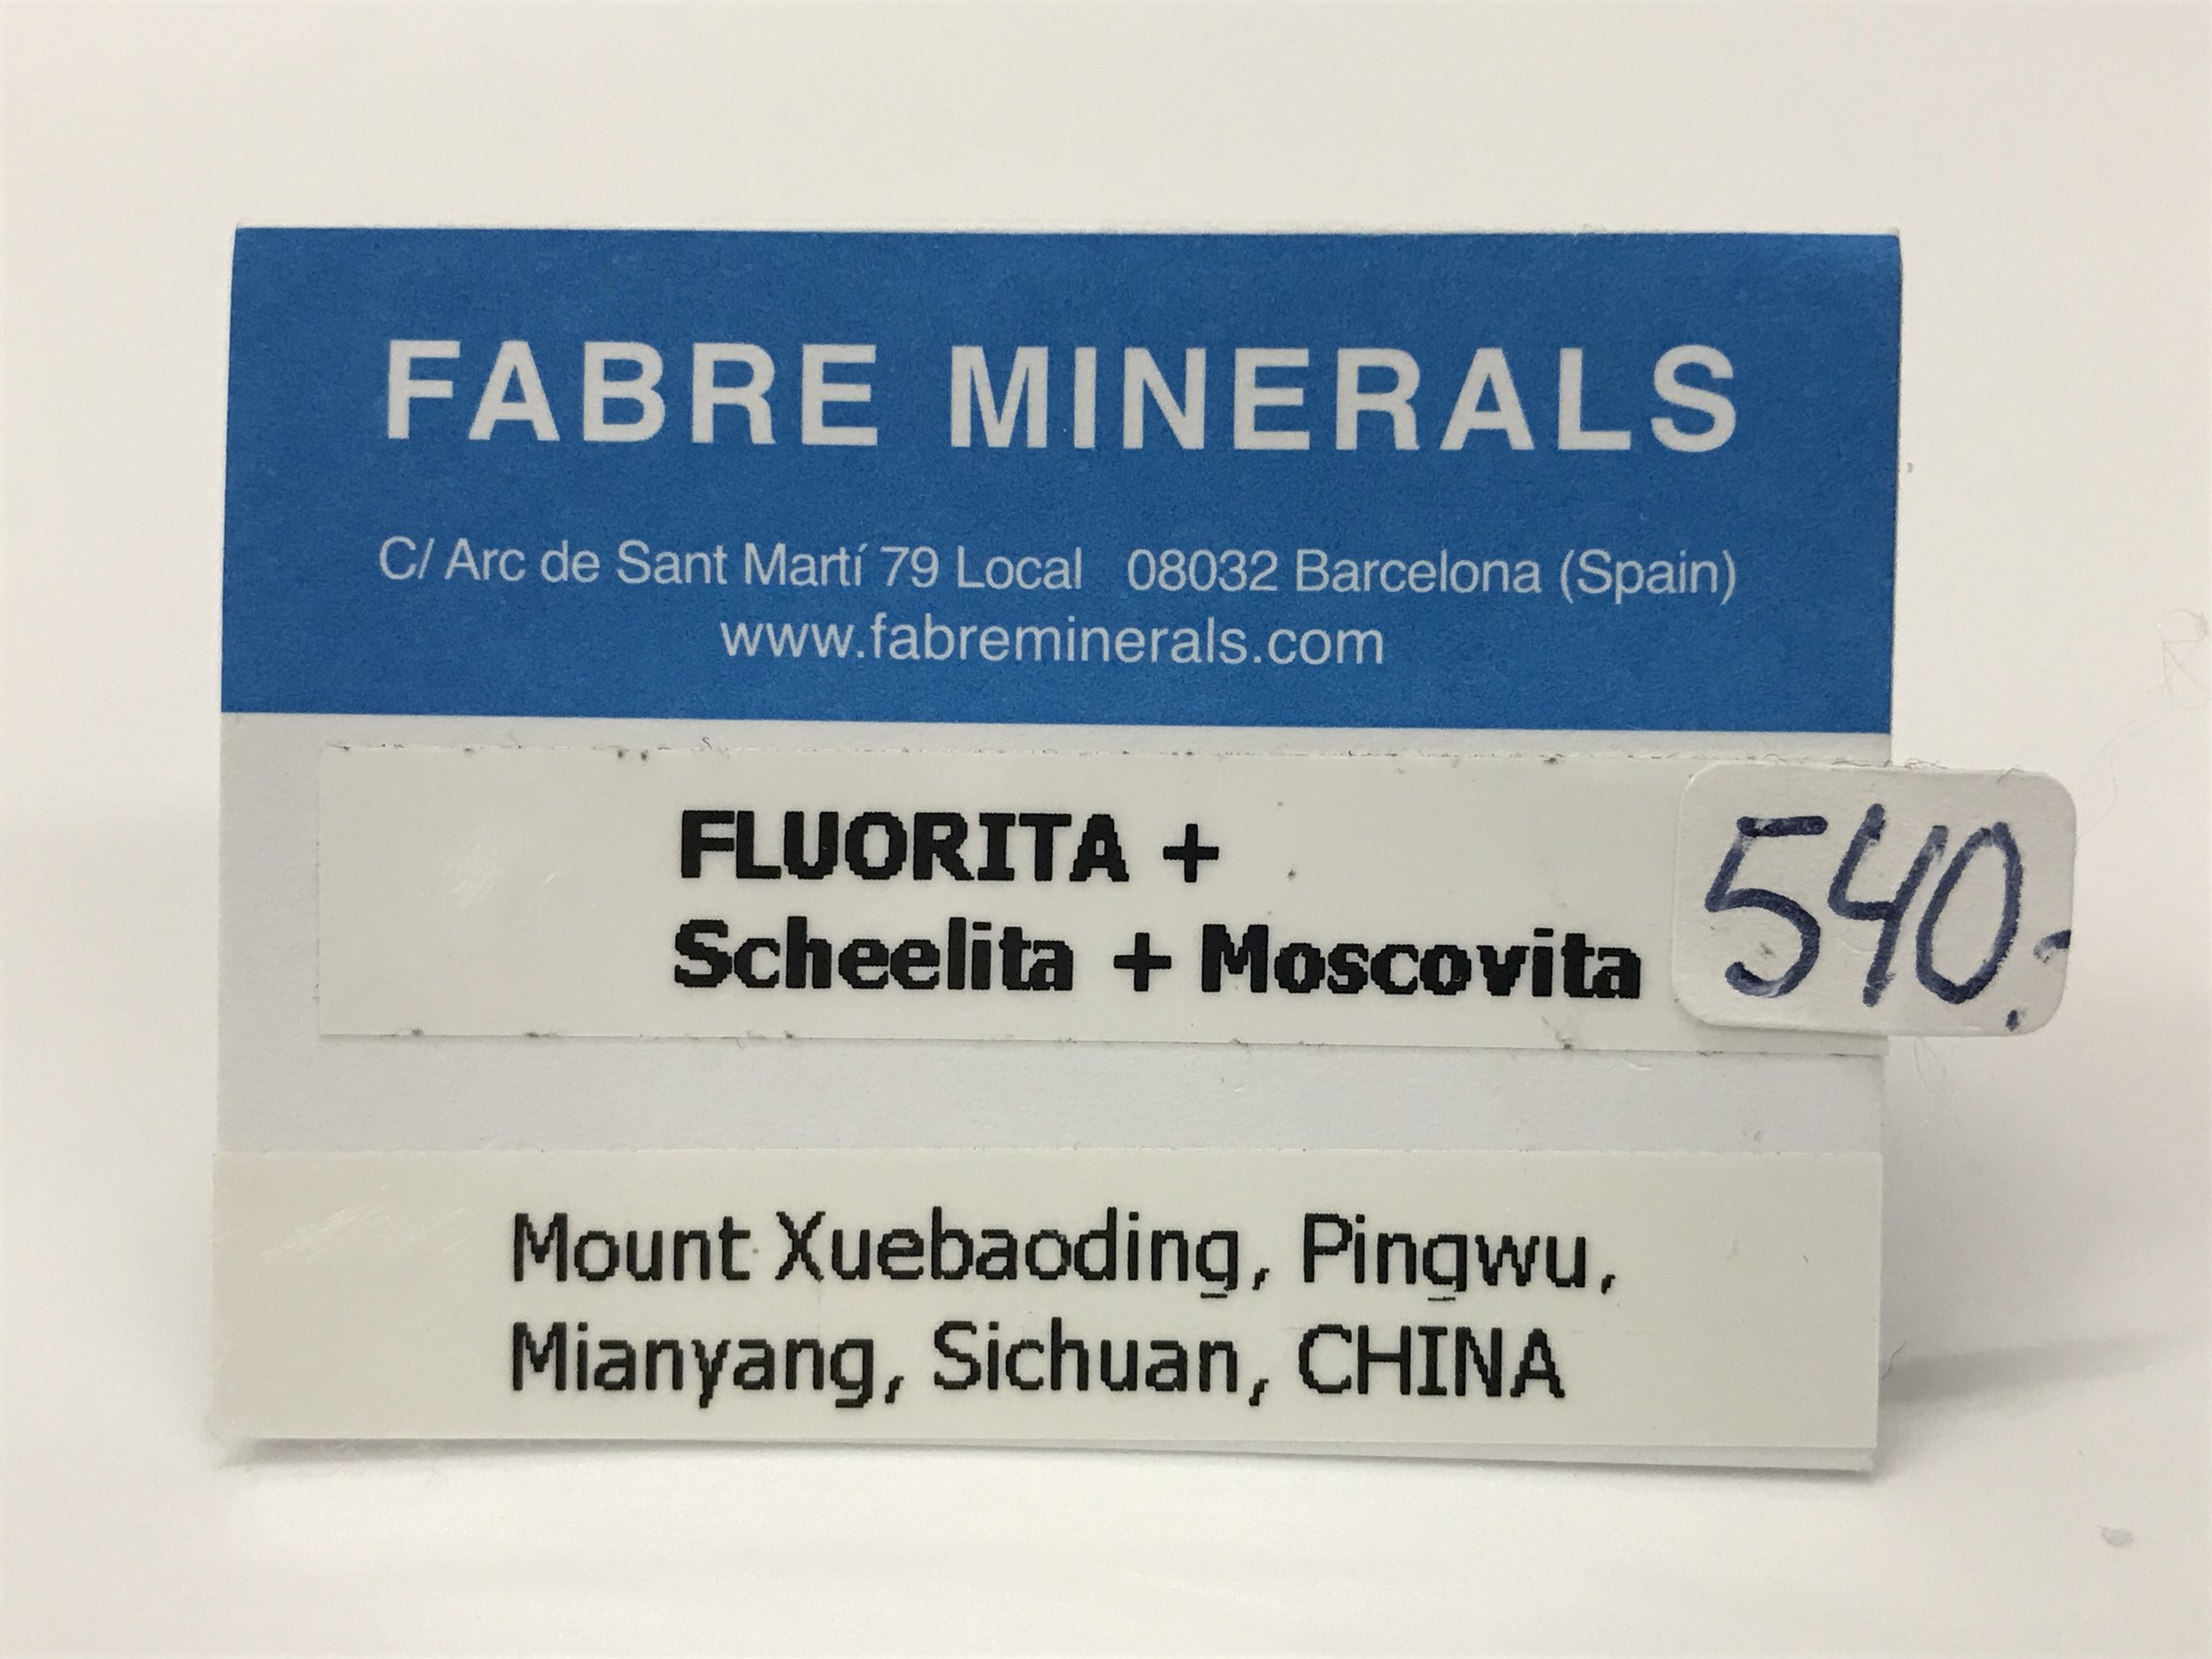 FABRE MINERALS
C/ Arc de Sant Martí 79 Local 08032 Barcelona (Spain)
www.fabreminerals.com
FLUORITA +
Scheelita + Moscovita
540.-
Mount Xuebaoding, Pingwu,
Mianyang, Sichuan, CHINA